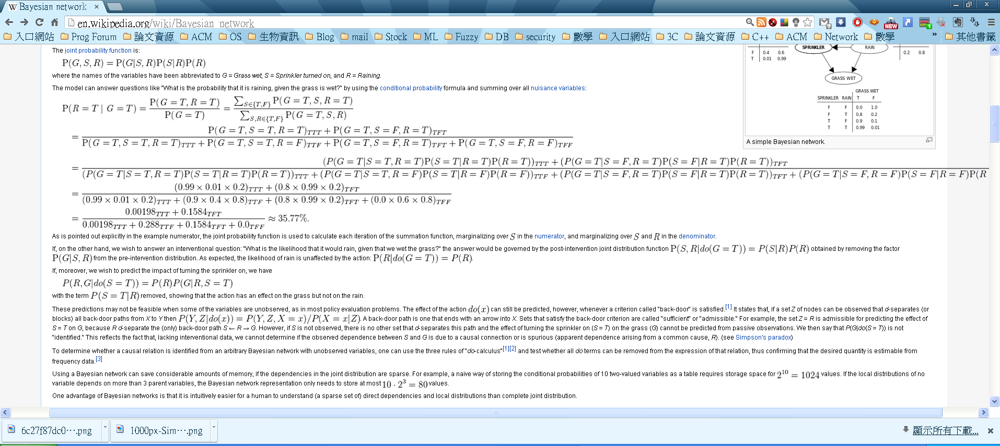 Bayesian network
en.wikipedia.org/wiki/Bayesian_network
入口網站 Prog Forum 論文資源 ACM OS 生物資訊 Blog mail Stock ML Fuzzy DB security 數學 入口網站 3C 論文資源 C++ ACM Network 數學 » 其他書籤
NEW
1
The joint probability function is:
P(G, S, R) = P(G|S, R)P(S|R)P(R)
where the names of the variables have been abbreviated to G = Grass wet, S = Sprinkler turned on, and R = Raining.
The model can answer questions like "What is the probability that it is raining, given the grass is wet?" by using the conditional probability formula and summing over all nuisance variables:
P(R = T | G = T) = P(G = T, R = T) / P(G = T) = ∑_{S∈{T,F}} P(G = T, S, R = T) / ∑_{S,R∈{T,F}} P(G = T, S, R)
= P(G = T, S = T, R = T)_{TTT} + P(G = T, S = F, R = T)_{TFT}
P(G = T, S = T, R = T)_{TTT} + P(G = T, S = T, R = F)_{TTF} + P(G = T, S = F, R = T)_{TFT} + P(G = T, S = F, R = F)_{TFF}
= (P(G = T|S = T, R = T)P(S = T|R = T)P(R = T))_{TTT} + (P(G = T|S = F, R = T)P(S = F|R = T)P(R = T))_{TFT}
(P(G = T|S = T, R = T)P(S = T|R = T)P(R = T))_{TTT} + (P(G = T|S = T, R = F)P(S = T|R = F)P(R = F))_{TTF} + (P(G = T|S = F, R = T)P(S = F|R = T)P(R = T))_{TFT} + (P(G = T|S = F, R = F)P(S = F|R = F)P(R
= (0.99 × 0.01 × 0.2)_{TTT} + (0.8 × 0.99 × 0.2)_{TFT}
(0.99 × 0.01 × 0.2)_{TTT} + (0.9 × 0.4 × 0.8)_{TTF} + (0.8 × 0.99 × 0.2)_{TFT} + (0.0 × 0.6 × 0.8)_{TFF}
= 0.00198_{TTT} + 0.1584_{TFT}
0.00198_{TTT} + 0.288_{TTF} + 0.1584_{TFT} + 0.0_{TFF} ≈ 35.77%.
As is pointed out explicitly in the example numerator, the joint probability function is used to calculate each iteration of the summation function, marginalizing over S in the numerator, and marginalizing over S and R in the denominator.
If, on the other hand, we wish to answer an interventional question: "What is the likelihood that it would rain, given that we wet the grass?" the answer would be governed by the post-intervention joint distribution function P(S, R|do(G = T)) = P(S|R)P(R) obtained by removing the factor
P(G|S, R) from the pre-intervention distribution. As expected, the likelihood of rain is unaffected by the action: P(R|do(G = T)) = P(R).
If, moreover, we wish to predict the impact of turning the sprinkler on, we have
P(R, G|do(S = T)) = P(R)P(G|R, S = T)
with the term P(S = T|R) removed, showing that the action has an effect on the grass but not on the rain.
These predictions may not be feasible when some of the variables are unobserved, as in most policy evaluation problems. The effect of the action do(x) can still be predicted, however, whenever a criterion called "back-door" is satisfied.[1] It states that, if a set Z of nodes can be observed that d-separates (or
blocks) all back-door paths from X to Y then P(Y, Z|do(x)) = P(Y, Z, X = x)/P(X = x|Z). A back-door path is one that ends with an arrow into X. Sets that satisfy the back-door criterion are called "sufficient" or "admissible." For example, the set Z = R is admissible for predicting the effect of
S = T on G, because R d-separate the (only) back-door path S ← R → G. However, if S is not observed, there is no other set that d-separates this path and the effect of turning the sprinkler on (S = T) on the grass (G) cannot be predicted from passive observations. We then say that P(G|do(S = T)) is not
"identified." This reflects the fact that, lacking interventional data, we cannot determine if the observed dependence between S and G is due to a causal connection or is spurious (apparent dependence arising from a common cause, R). (see Simpson's paradox)
To determine whether a causal relation is identified from an arbitrary Bayesian network with unobserved variables, one can use the three rules of "do-calculus"[1][2] and test whether all do terms can be removed from the expression of that relation, thus confirming that the desired quantity is estimable from
frequency data.[3]
Using a Bayesian network can save considerable amounts of memory, if the dependencies in the joint distribution are sparse. For example, a naive way of storing the conditional probabilities of 10 two-valued variables as a table requires storage space for 2^{10} = 1024 values. If the local distributions of no
variable depends on more than 3 parent variables, the Bayesian network representation only needs to store at most 10 · 2^3 = 80 values.
One advantage of Bayesian networks is that it is intuitively easier for a human to understand (a sparse set of) direct dependencies and local distributions than complete joint distribution.
SPRINKLER RAIN
F 0.4 0.6
T 0.01 0.99
0.2 0.8
GRASS WET
GRASS WET
SPRINKLER RAIN T F
F F 0.0 1.0
F T 0.8 0.2
T F 0.9 0.1
T T 0.99 0.01
A simple Bayesian network.
6c27f87dc0….png
1000px-Sim….png
顯示所有下載...